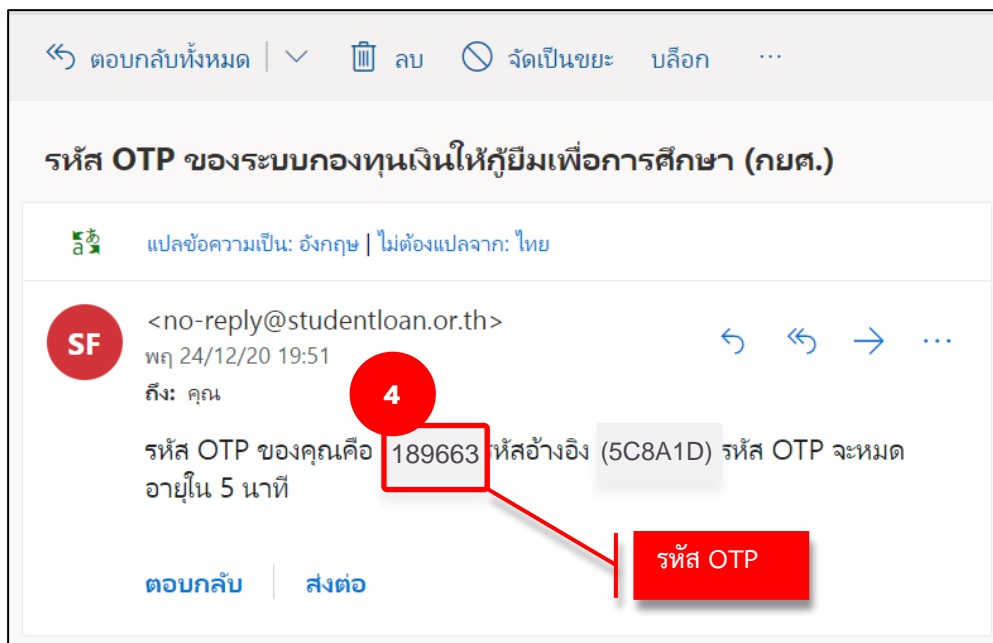 ตอบกลับทั้งหมด ลบ จัดเป็นขยะ บล็อก ...
รหัส OTP ของระบบกองทุนเงินให้กู้ยืมเพื่อการศึกษา (กยศ.)
แปลข้อความเป็น: อังกฤษ | ไม่ต้องแปลจาก: ไทย
SF
<no-reply@studentloan.or.th>
พฤ 24/12/20 19:51
ถึง: คุณ
4
รหัส OTP ของคุณคือ 189663 รหัสอ้างอิง (5C8A1D) รหัส OTP จะหมด
อายุใน 5 นาที
รหัส OTP
ตอบกลับ ส่งต่อ